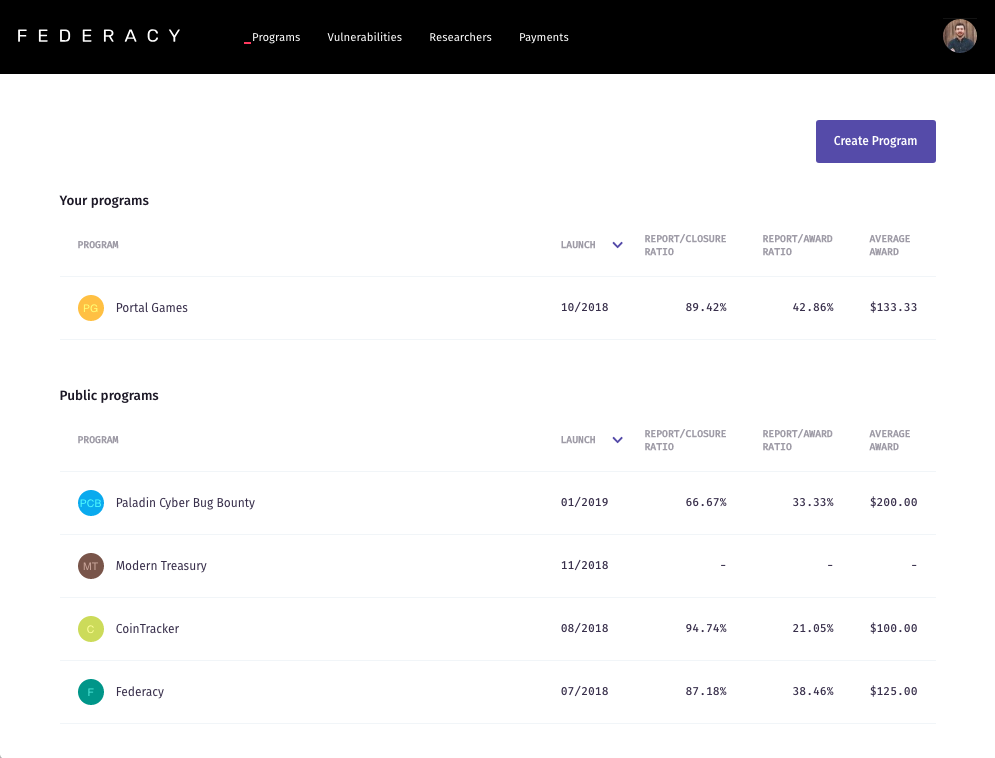 FEDERACY
_Programs Vulnerabilities Researchers Payments
Create Program
Your programs
PROGRAM LAUNCH REPORT/CLOSURE RATIO REPORT/AWARD RATIO AVERAGE AWARD
PG Portal Games 10/2018 89.42% 42.86% $133.33
Public programs
PROGRAM LAUNCH REPORT/CLOSURE RATIO REPORT/AWARD RATIO AVERAGE AWARD
PCB Paladin Cyber Bug Bounty 01/2019 66.67% 33.33% $200.00
MT Modern Treasury 11/2018 - - -
C CoinTracker 08/2018 94.74% 21.05% $100.00
F Federacy 07/2018 87.18% 38.46% $125.00